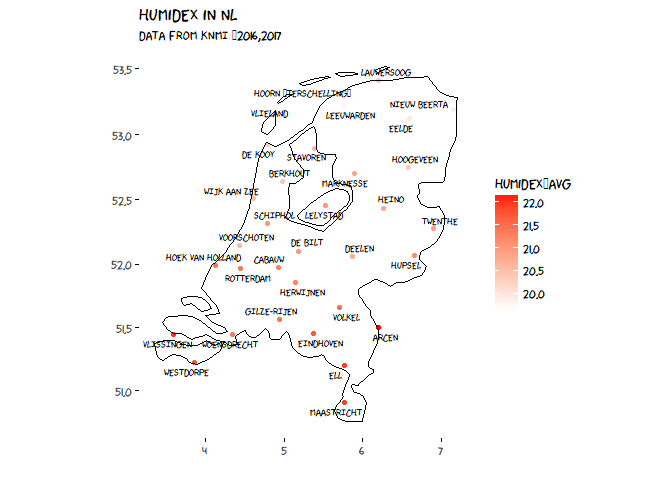 HUMIDEX IN NL
DATA FROM KNMI 2016,2017
53,5
LAUWERSOOG
HOORN TERSCHELLING
NIEUW BEERTA
VLIELAND
LEEUWARDEN
EELDE
53,0
DE KOOY
STAVOREN
HOOGEVEEN
BERKHOUT
MARKNESSE
HUMIDEX AVG
WIJK AAN ZEE
HEINO
52,5
22,0
SCHIPHOL
LELYSTAD
TWENTHE
21,5
VOORSCHOTEN
DE BILT
DEELEN
21,0
HOEK VAN HOLLAND
CABAUW
HUPSEL
52,0
20,5
ROTTERDAM
HERWIJNEN
20,0
GILZE-RIJEN
VOLKEL
51,5
VLISSINGEN
WOENSDRECHT
EINDHOVEN
ARCEN
WESTDORPE
ELL
51,0
MAASTRICHT
4
5
6
7